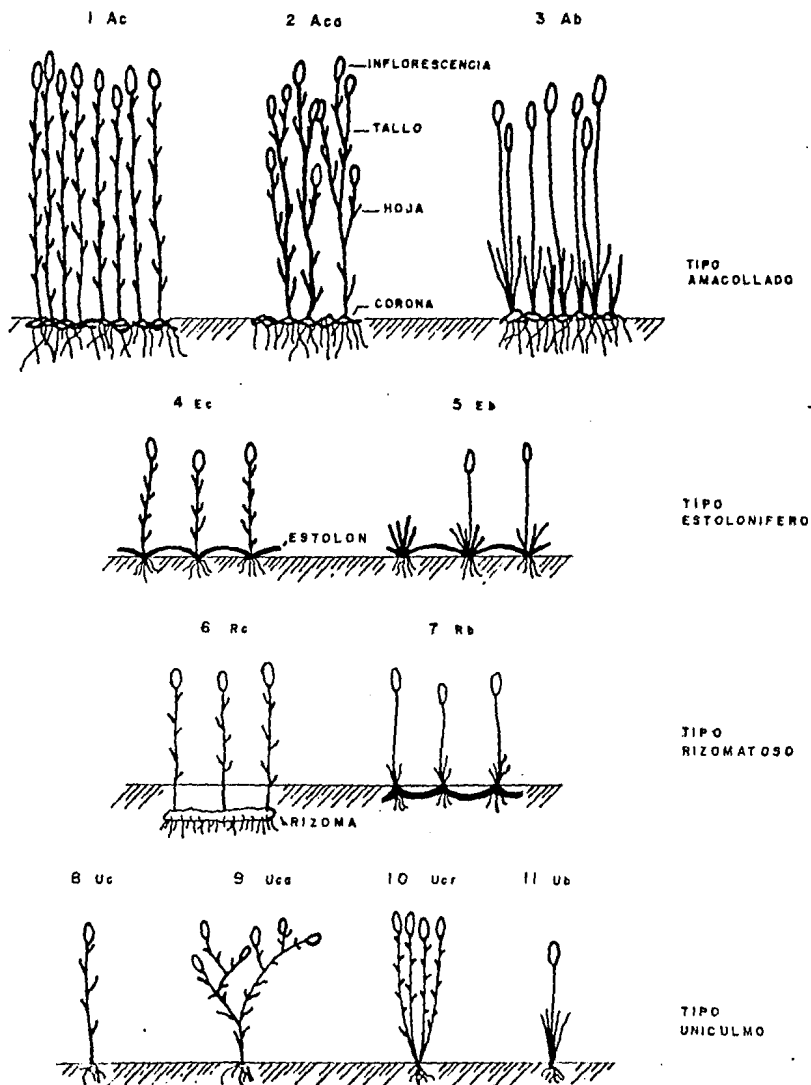 1 Ac 2 Aca 3 Ab
INFLORESCENCIA
TALLO
HOJA
CORONA
TIPO
AMACOLLADO
4 Ec 5 Eb
ESTOLON
TIPO
ESTOLONIFERO
6 Rc 7 Rb
RIZOMA
TIPO
RIZOMATOSO
8 Uc 9 Uca 10 Ucr 11 Ub
TIPO
UNICULMO